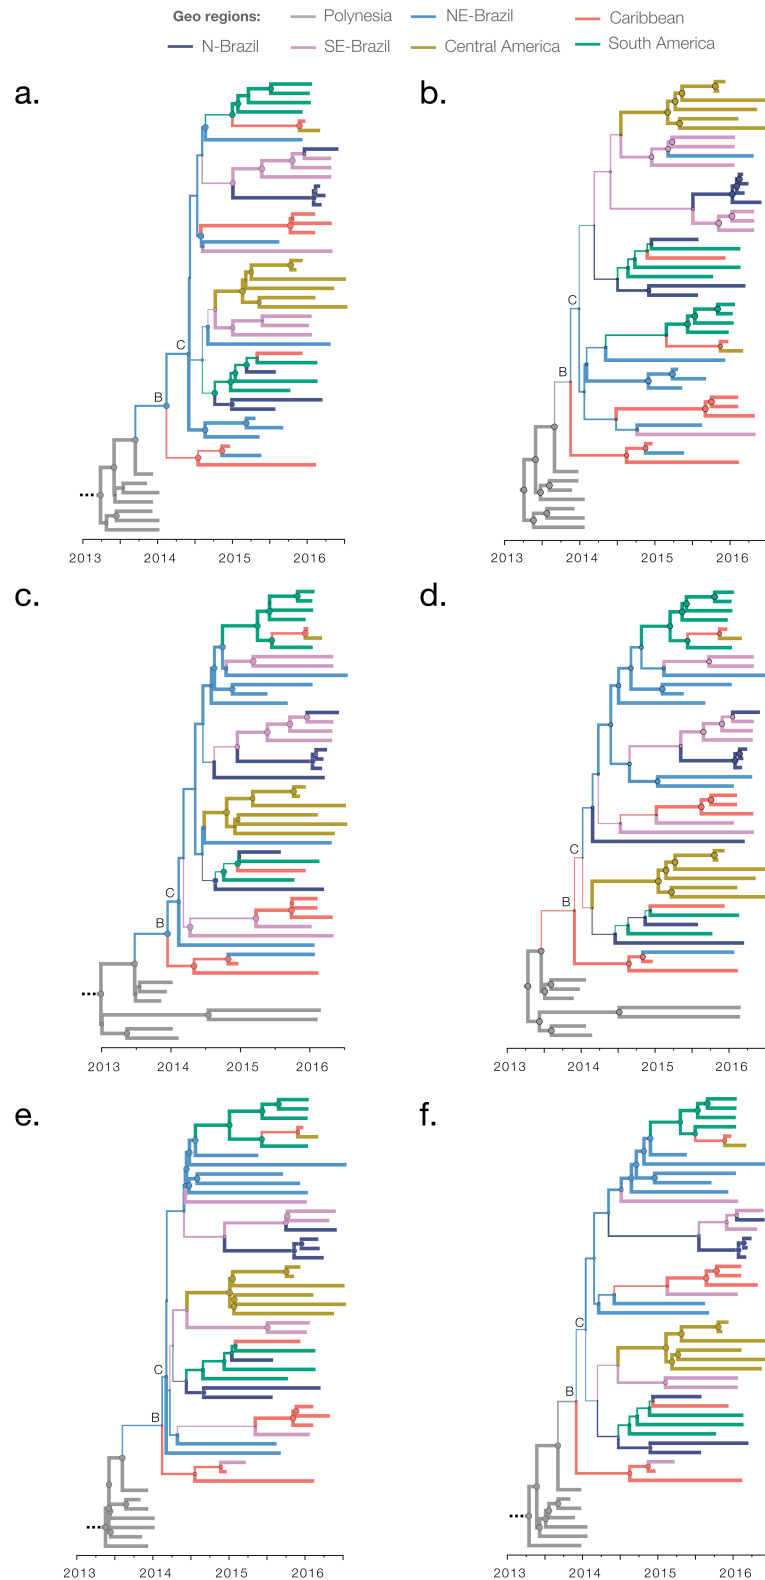 Geo regions: Polynesia NE-Brazil Caribbean
N-Brazil SE-Brazil Central America South America
a. b.
C
B
C
B
2013 2014 2015 2016
2013 2014 2015 2016
c. d.
C
B
C
B
2013 2014 2015 2016
2013 2014 2015 2016
e. f.
C
B
C
B
2013 2014 2015 2016
2013 2014 2015 2016